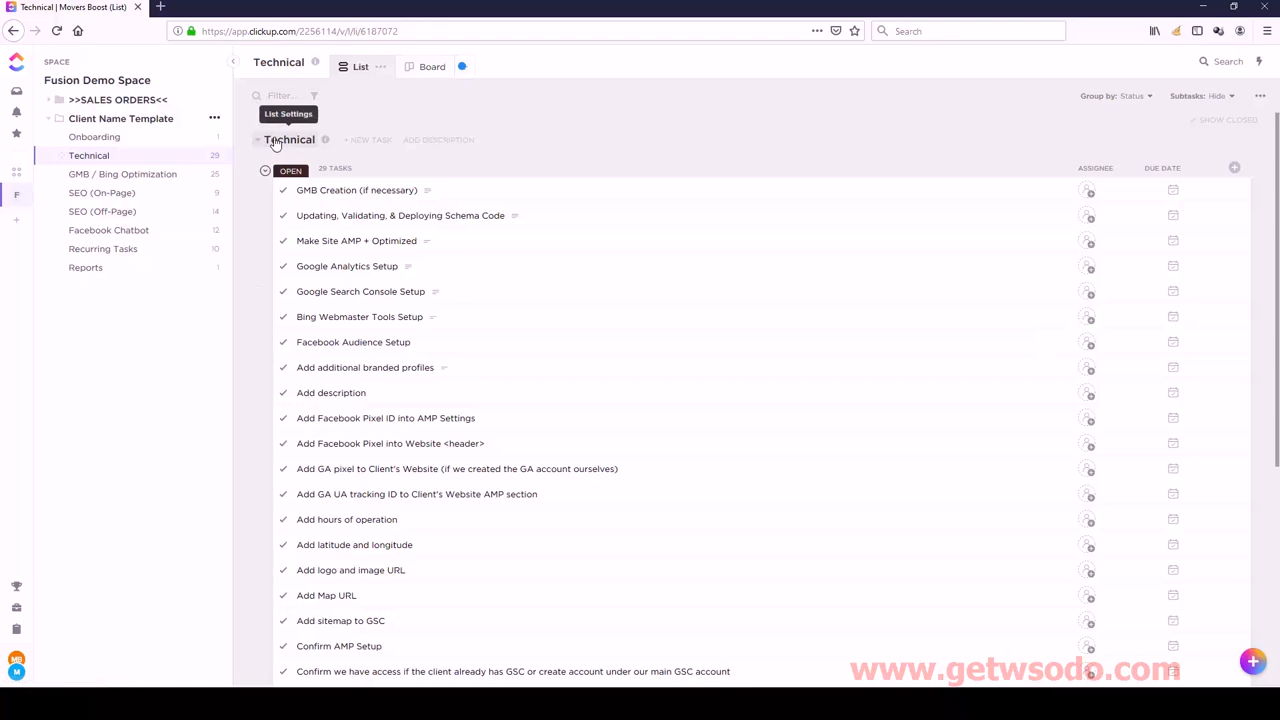 Technical | Movers Boost (List)
https://app.clickup.com/2256114/v/l/li/6187072
Search
SPACE
Fusion Demo Space
>>SALES ORDERS<<
Client Name Template
Onboarding 1
Technical 29
GMB / Bing Optimization 25
SEO (On-Page) 9
SEO (Off-Page) 14
Facebook Chatbot 12
Recurring Tasks 10
Reports 1
F
MB
M
Technical
List
Board
Search
Filter...
Group by: Status
Subtasks: Hide
List Settings
SHOW CLOSED
Technical
+ NEW TASK
ADD DESCRIPTION
OPEN
29 TASKS
ASSIGNEE
DUE DATE
GMB Creation (if necessary)
Updating, Validating, & Deploying Schema Code
Make Site AMP + Optimized
Google Analytics Setup
Google Search Console Setup
Bing Webmaster Tools Setup
Facebook Audience Setup
Add additional branded profiles
Add description
Add Facebook Pixel ID into AMP Settings
Add Facebook Pixel into Website <header>
Add GA pixel to Client's Website (if we created the GA account ourselves)
Add GA UA tracking ID to Client's Website AMP section
Add hours of operation
Add latitude and longitude
Add logo and image URL
Add Map URL
Add sitemap to GSC
Confirm AMP Setup
Confirm we have access if the client already has GSC or create account under our main GSC account
www.getwsodo.com